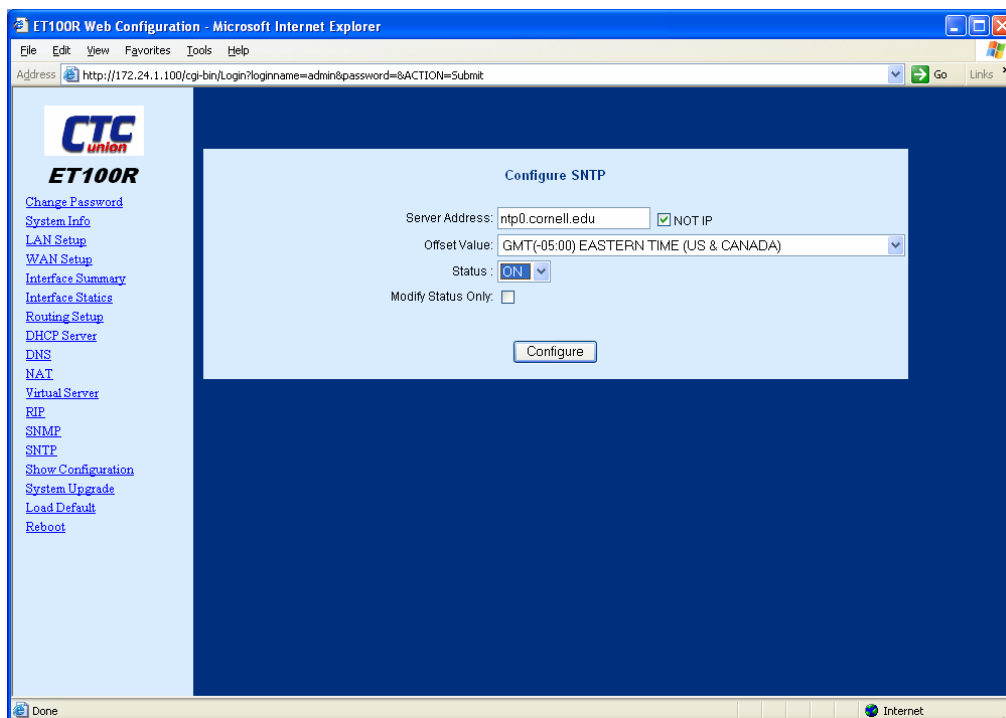 ET100R Web Configuration - Microsoft Internet Explorer
File Edit View Favorites Tools Help
Address http://172.24.1.100/cgi-bin/Login?loginname=admin&password=&ACTION=Submit Go Links
CTC
union
ET100R
Change Password
System Info
LAN Setup
WAN Setup
Interface Summary
Interface Statics
Routing Setup
DHCP Server
DNS
NAT
Virtual Server
RIP
SNMP
SNTP
Show Configuration
System Upgrade
Load Default
Reboot
Configure SNTP
Server Address: ntp0.cornell.edu NOT IP
Offset Value: GMT(-05:00) EASTERN TIME (US & CANADA)
Status : ON
Modify Status Only:
Configure
Done Internet